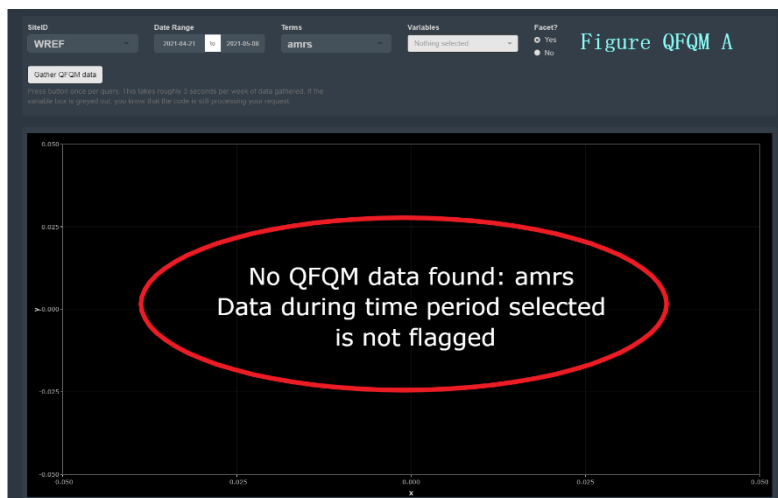 SiteID
WREF
Date Range
2021-04-21 to 2021-05-08
Terms
amrs
Variables
Nothing selected
Facet?
Yes
No
Figure QFQM A
Gather QFQM data
Press button once per query. This takes roughly 5 seconds per week of data gathered. If the
variable box is greyed out, you know that the code is still processing your request.
0.050
0.025
0.000
-0.025
-0.050
y
No QFQM data found: amrs
Data during time period selected
is not flagged
-0.050
-0.025
0.000
0.025
0.050
x